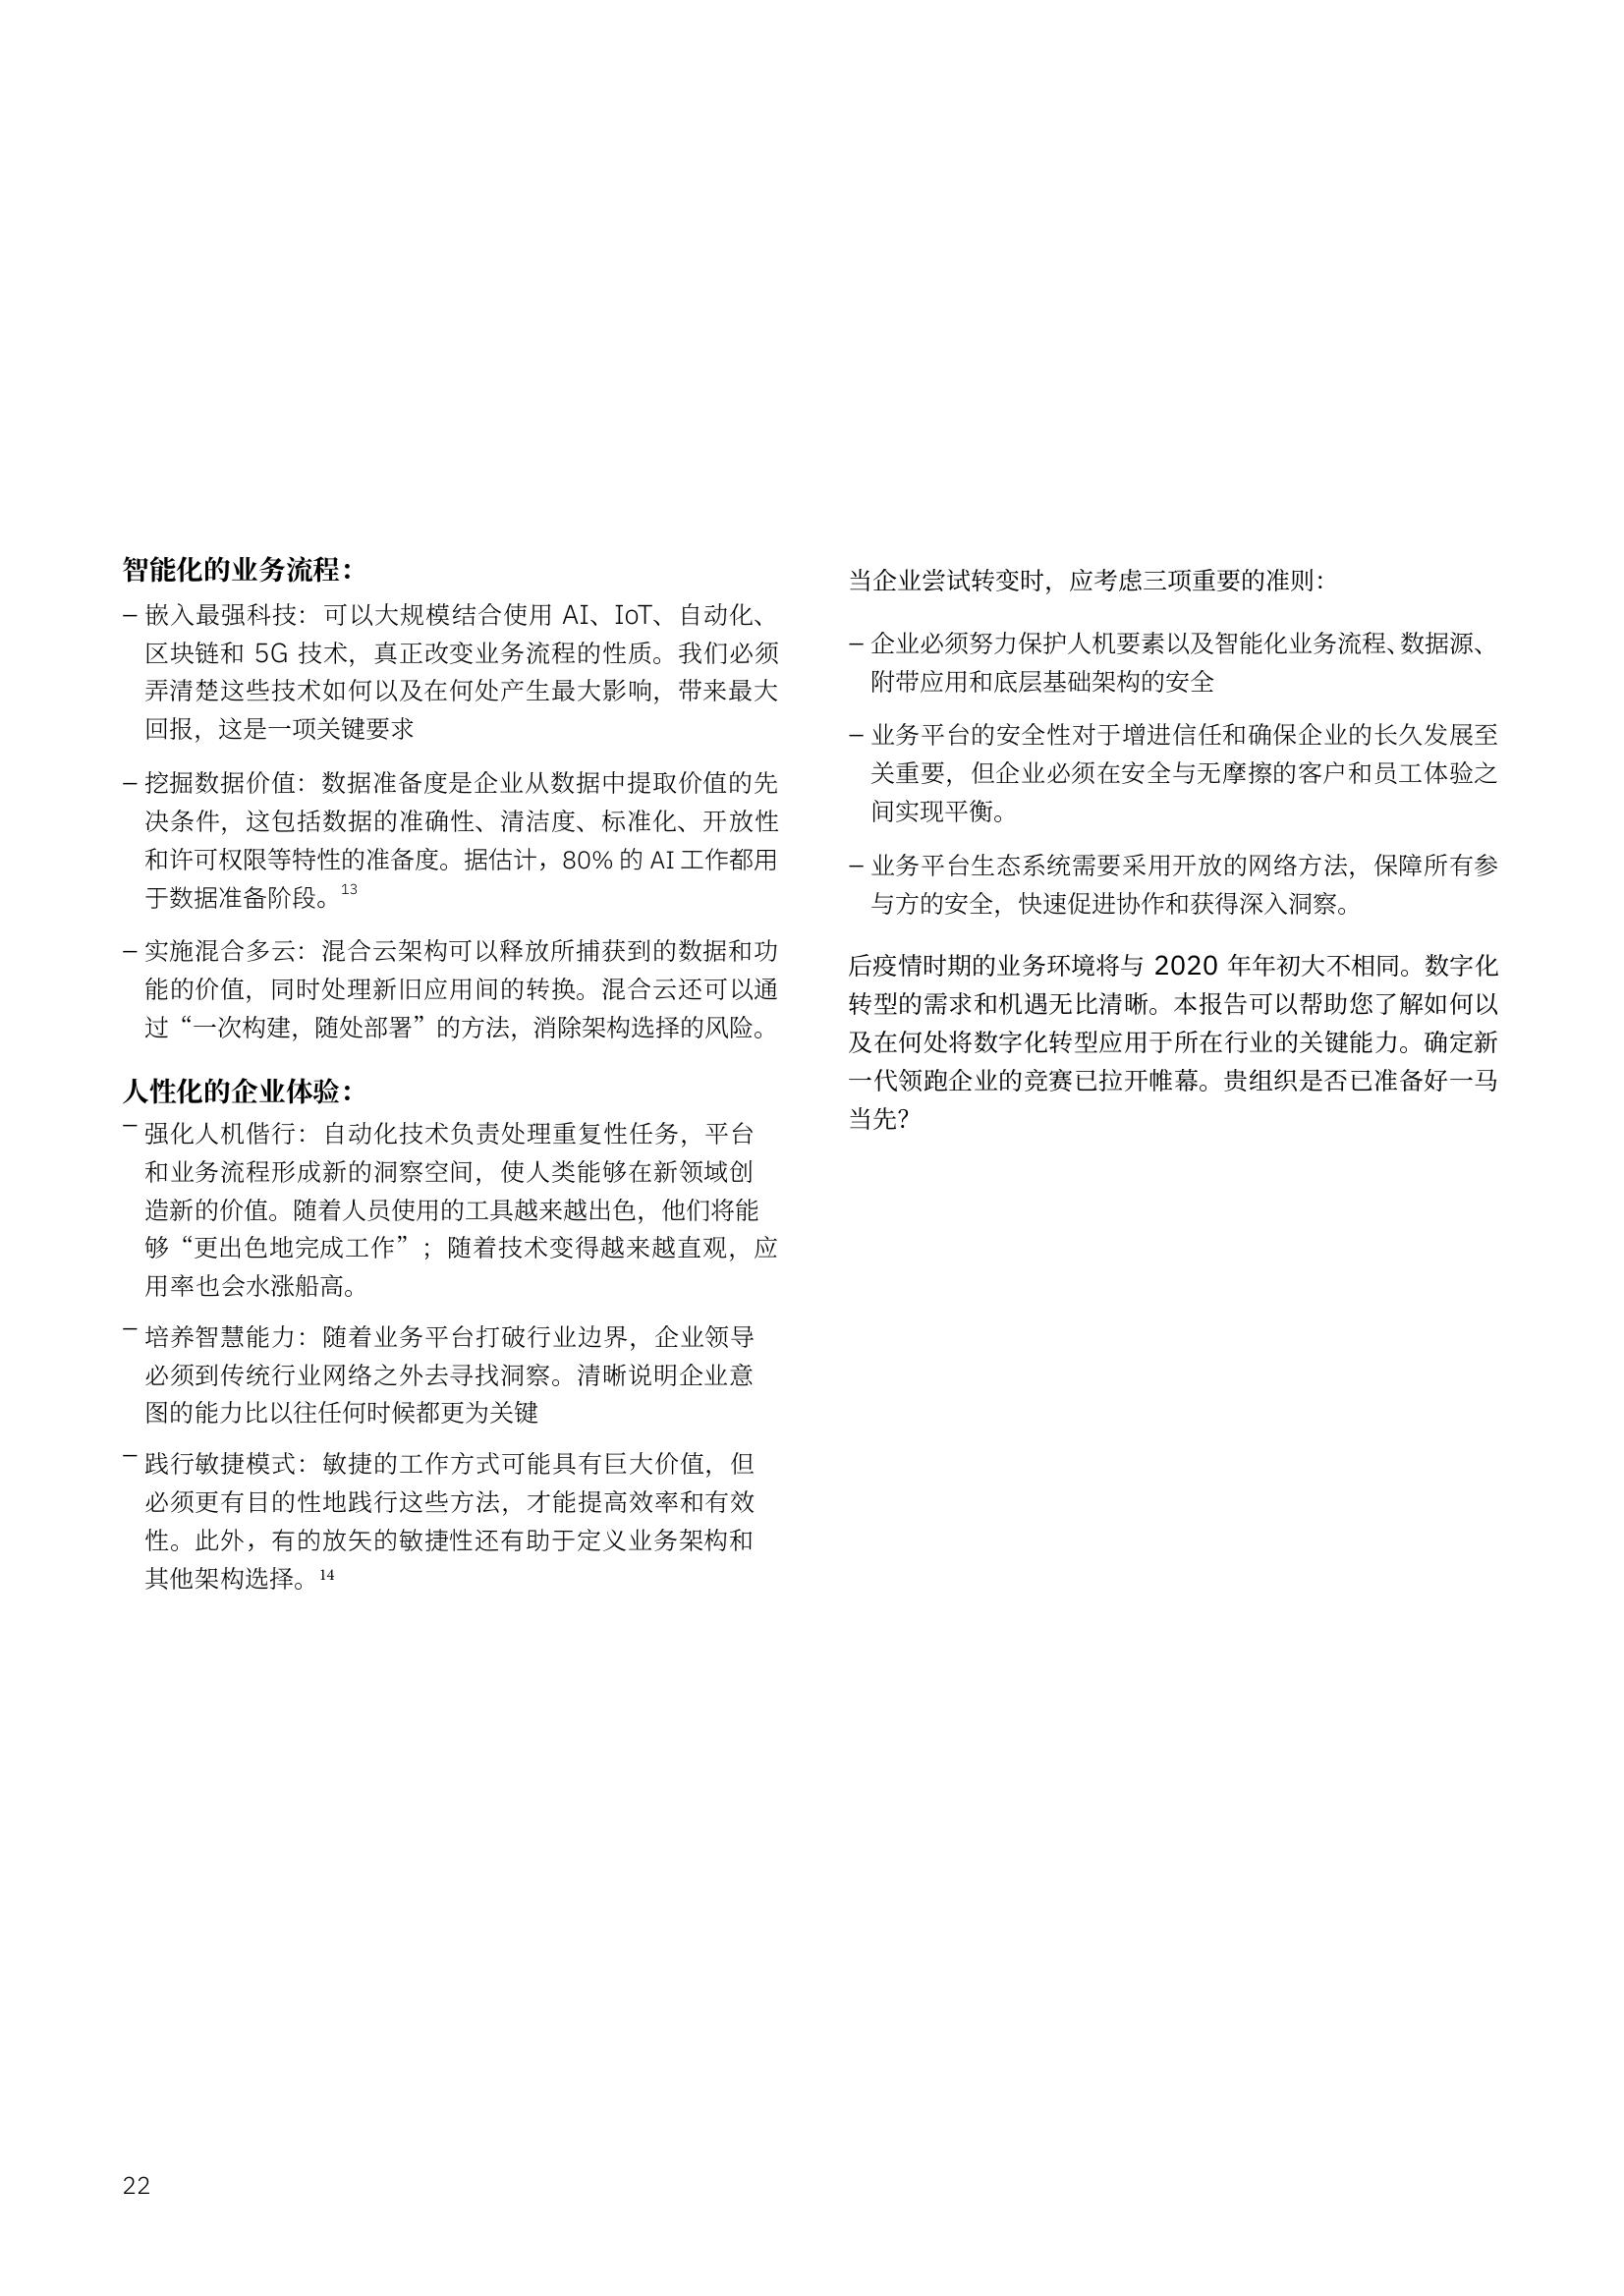 智能化的业务流程：
– 嵌入最强科技：可以大规模结合使用 AI、IoT、自动化、
区块链和 5G 技术，真正改变业务流程的性质。我们必须
弄清楚这些技术如何以及在何处产生最大影响，带来最大
回报，这是一项关键要求
– 挖掘数据价值：数据准备度是企业从数据中提取价值的先
决条件，这包括数据的准确性、清洁度、标准化、开放性
和许可权限等特性的准备度。据估计，80% 的 AI 工作都用
于数据准备阶段。13
– 实施混合多云：混合云架构可以释放所捕获到的数据和功
能的价值，同时处理新旧应用间的转换。混合云还可以通
过“一次构建，随处部署”的方法，消除架构选择的风险。
人性化的企业体验：
– 强化人机偕行：自动化技术负责处理重复性任务，平台
和业务流程形成新的洞察空间，使人类能够在新领域创
造新的价值。随着人员使用的工具越来越出色，他们将能
够“更出色地完成工作”；随着技术变得越来越直观，应
用率也会水涨船高。
– 培养智慧能力：随着业务平台打破行业边界，企业领导
必须到传统行业网络之外去寻找洞察。清晰说明企业意
图的能力比以往任何时候都更为关键
– 践行敏捷模式：敏捷的工作方式可能具有巨大价值，但
必须更有目的性地践行这些方法，才能提高效率和有效
性。此外，有的放矢的敏捷性还有助于定义业务架构和
其他架构选择。14
当企业尝试转变时，应考虑三项重要的准则：
– 企业必须努力保护人机要素以及智能化业务流程、数据源、
附带应用和底层基础架构的安全
– 业务平台的安全性对于增进信任和确保企业的长久发展至
关重要，但企业必须在安全与无摩擦的客户和员工体验之
间实现平衡。
– 业务平台生态系统需要采用开放的网络方法，保障所有参
与方的安全，快速促进协作和获得深入洞察。
后疫情时期的业务环境将与 2020 年年初大不相同。数字化
转型的需求和机遇无比清晰。本报告可以帮助您了解如何以
及在何处将数字化转型应用于所在行业的关键能力。确定新
一代领跑企业的竞赛已拉开帷幕。贵组织是否已准备好一马
当先？
22